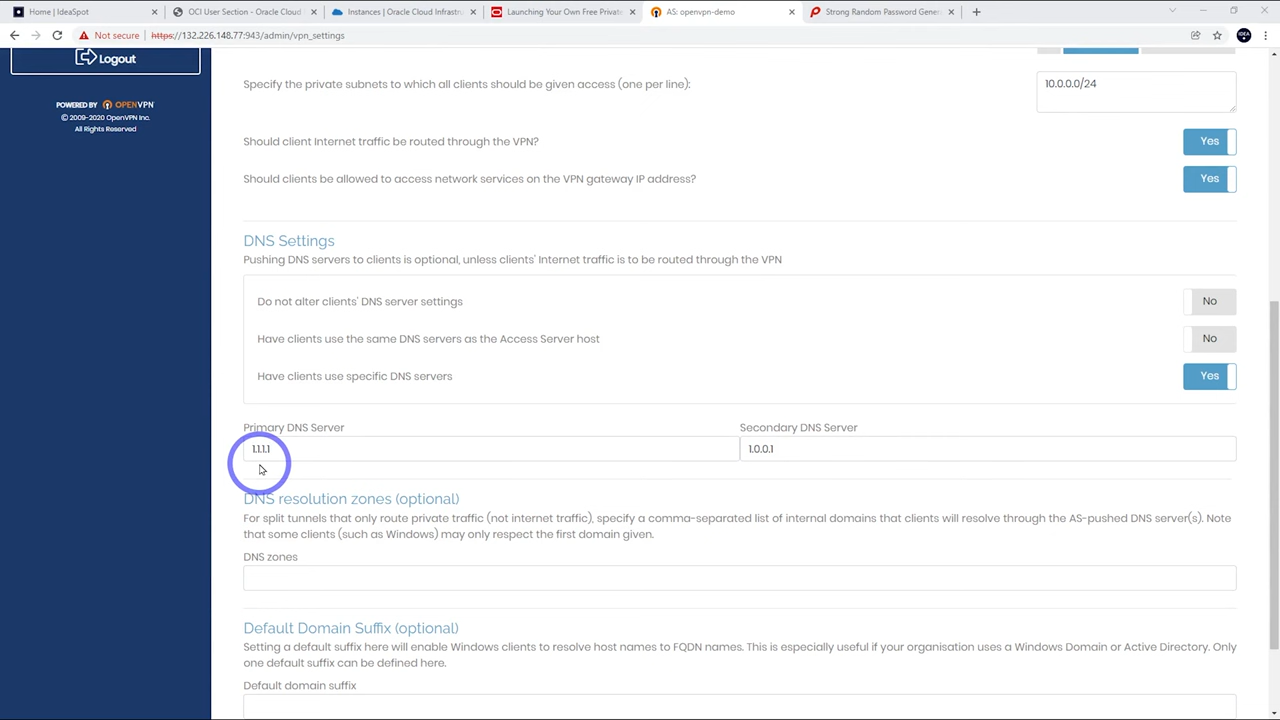 Home | IdeaSpot
OCI User Section - Oracle Cloud I
Instances | Oracle Cloud Infrastru
Launching Your Own Free Private
AS: openvpn-demo
Strong Random Password Gene
Not secure
https://132.226.148.77:943/admin/vpn_settings
IDEA
Logout
POWERED BY OPENVPN
© 2009-2020 OpenVPN Inc.
All Rights Reserved
Specify the private subnets to which all clients should be given access (one per line):
10.0.0.0/24
Should client Internet traffic be routed through the VPN?
Yes
Should clients be allowed to access network services on the VPN gateway IP address?
Yes
DNS Settings
Pushing DNS servers to clients is optional, unless clients' Internet traffic is to be routed through the VPN
Do not alter clients' DNS server settings
No
Have clients use the same DNS servers as the Access Server host
No
Have clients use specific DNS servers
Yes
Primary DNS Server
Secondary DNS Server
1.1.1.1
1.0.0.1
DNS resolution zones (optional)
For split tunnels that only route private traffic (not internet traffic), specify a comma-separated list of internal domains that clients will resolve through the AS-pushed DNS server(s). Note
that some clients (such as Windows) may only respect the first domain given.
DNS zones
Default Domain Suffix (optional)
Setting a default suffix here will enable Windows clients to resolve host names to FQDN names. This is especially useful if your organisation uses a Windows Domain or Active Directory. Only
one default suffix can be defined here.
Default domain suffix